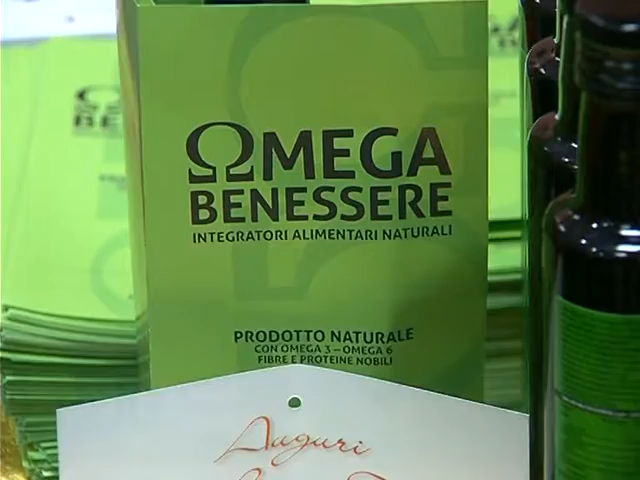 ΩMEGA
BENESSERE
INTEGRATORI ALIMENTARI NATURALI
PRODOTTO NATURALE
CON OMEGA 3 – OMEGA 6
FIBRE E PROTEINE NOBILI
Auguri